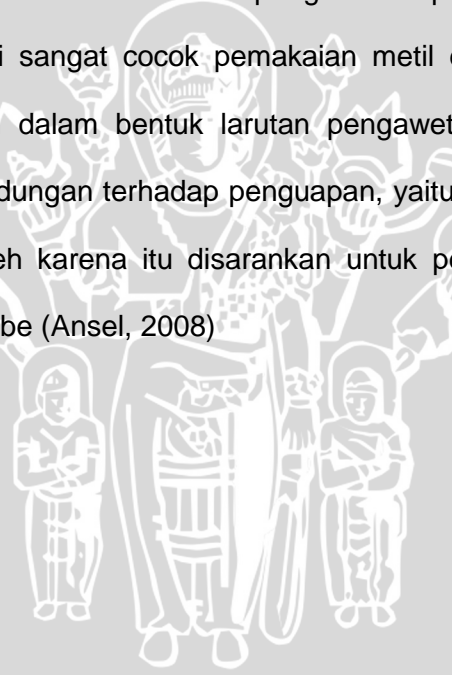 i sangat cocok pemakaian metil
dalam bentuk larutan pengawet
dungan terhadap penguapan, yaitu
eh karena itu disarankan untuk
be (Ansel, 2008)